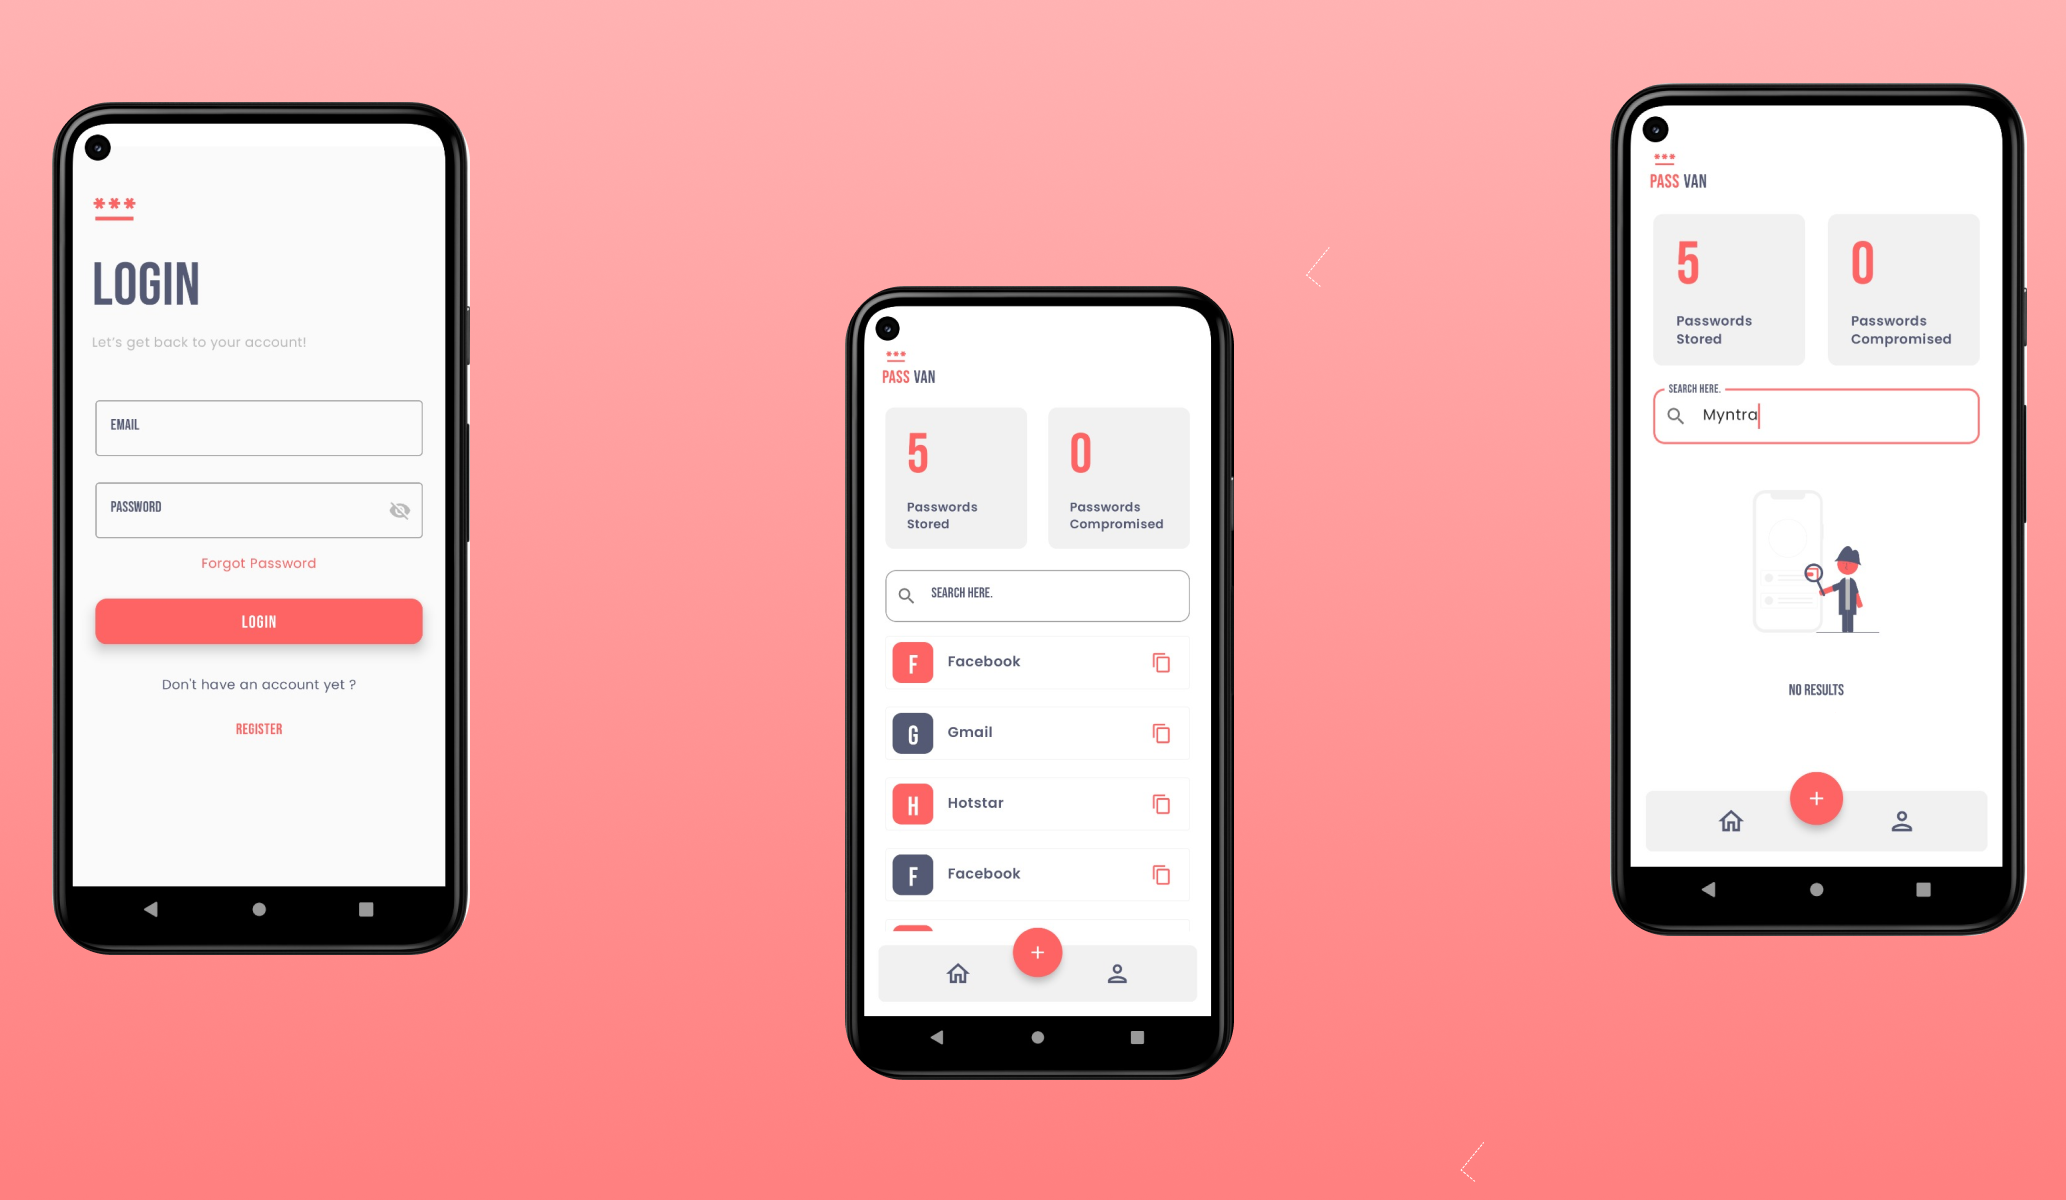 ***
LOGIN
Let's get back to your account!
EMAIL
PASSWORD
Forgot Password
LOGIN
Don't have an account yet ?
REGISTER
***
PASS VAN
5
Passwords
Stored
0
Passwords
Compromised
SEARCH HERE.
F Facebook
G Gmail
H Hotstar
F Facebook
+
***
PASS VAN
5
Passwords
Stored
0
Passwords
Compromised
SEARCH HERE.
Myntra
NO RESULTS
+